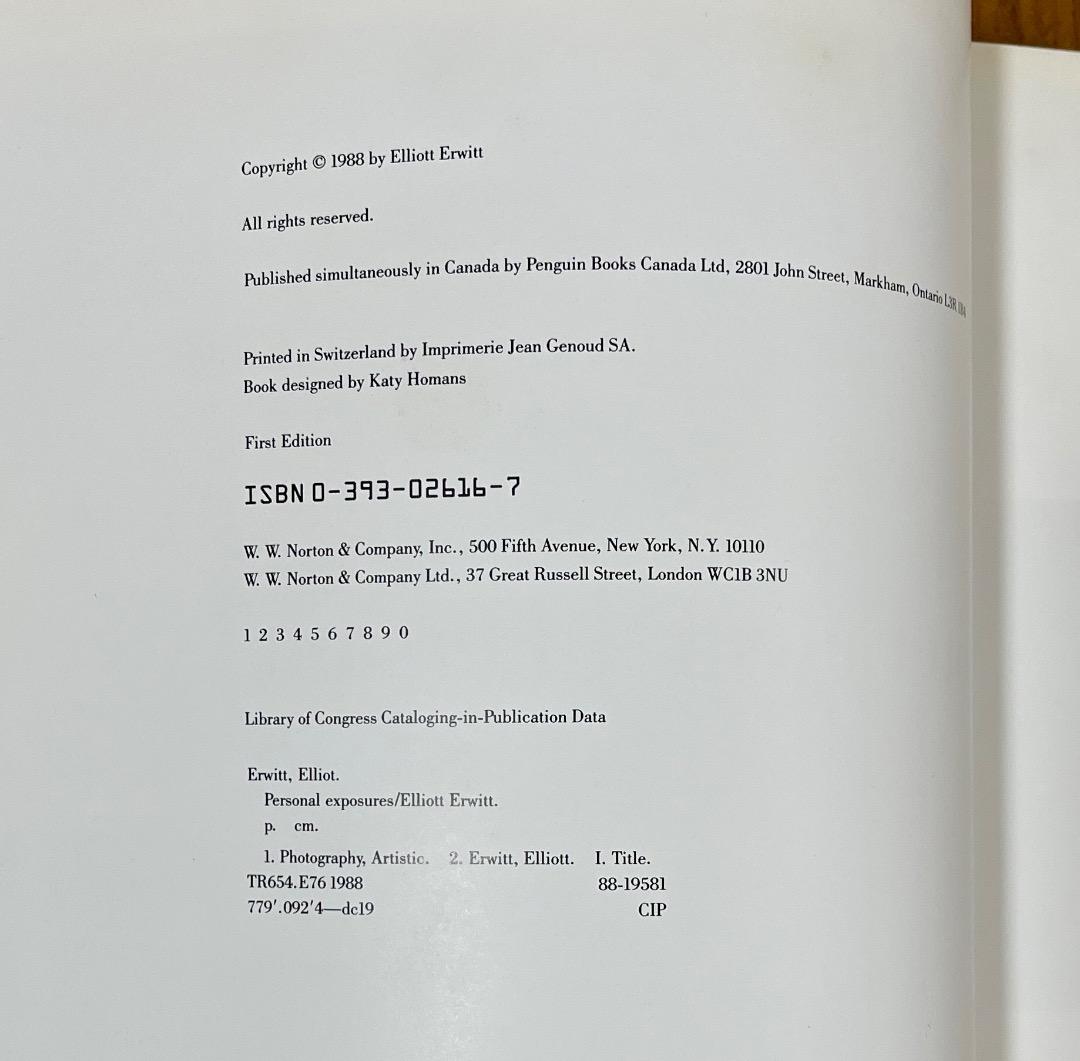 Copyright © 1988 by Elliott Erwitt
All rights reserved.
Published simultaneously in Canada by Penguin Books Canada Ltd, 2801 John Street, Markham, Ontario L3R
Printed in Switzerland by Imprimerie Jean Genoud SA.
Book designed by Katy Homans
First Edition
ISBN 0-393-02616-7
W. W. Norton & Company, Inc., 500 Fifth Avenue, New York, N.Y. 10110
W. W. Norton & Company Ltd., 37 Great Russell Street, London WC1B 3NU
1 2 3 4 5 6 7 8 9 0
Library of Congress Cataloging-in-Publication Data
Erwitt, Elliot.
Personal exposures/Elliott Erwitt.
p. cm.
1. Photography, Artistic. 2. Erwitt, Elliott. I. Title.
TR654.E76 1988 88-19581
779′.092′4—dc19 CIP